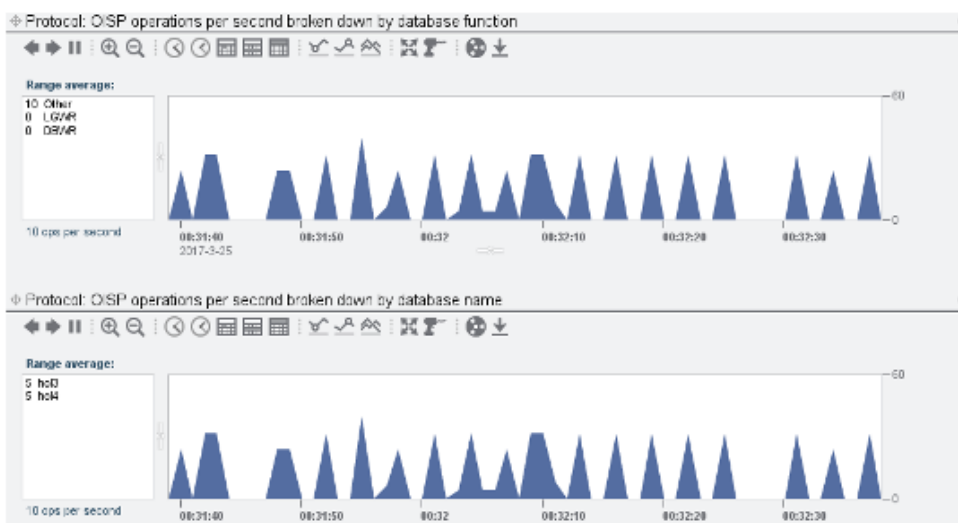 Protocol: OISP operations per second broken down by database function
Range average:
10 Other
0 LGWR
0 DBWR
60
0
10 ops per second
00:31:40 00:31:50 00:32 00:32:10 00:32:20 00:32:30
2017-3-25
Protocol: OISP operations per second broken down by database name
Range average:
5 hol3
5 hol4
60
0
10 ops per second
00:31:40 00:31:50 00:32 00:32:10 00:32:20 00:32:30